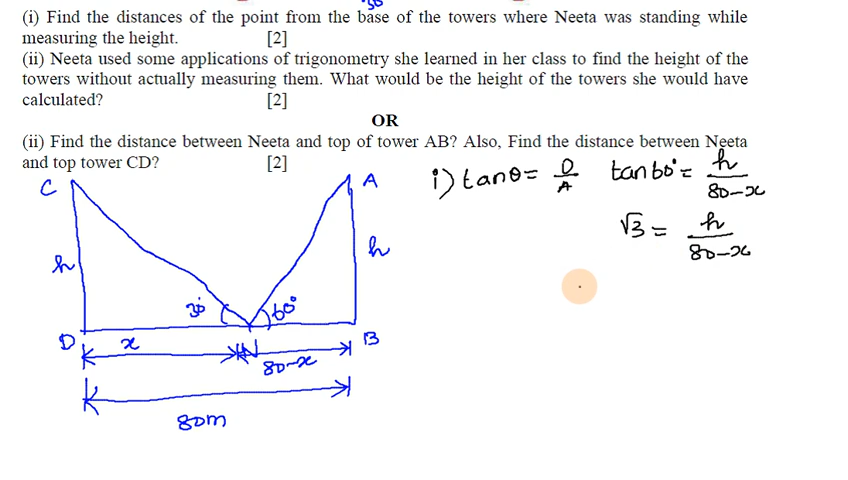 (i) Find the distances of the point from the base of the towers where Neeta was standing while
measuring the height. [2]
(ii) Neeta used some applications of trigonometry she learned in her class to find the height of the
towers without actually measuring them. What would be the height of the towers she would have
calculated? [2]
OR
(ii) Find the distance between Neeta and top of tower AB? Also, Find the distance between Neeta
and top tower CD? [2]
i) tanθ = O/A tan60° = h/80-x
√3 = h/80-x
C A
h h
30° 60°
D x N 80-x B
80m